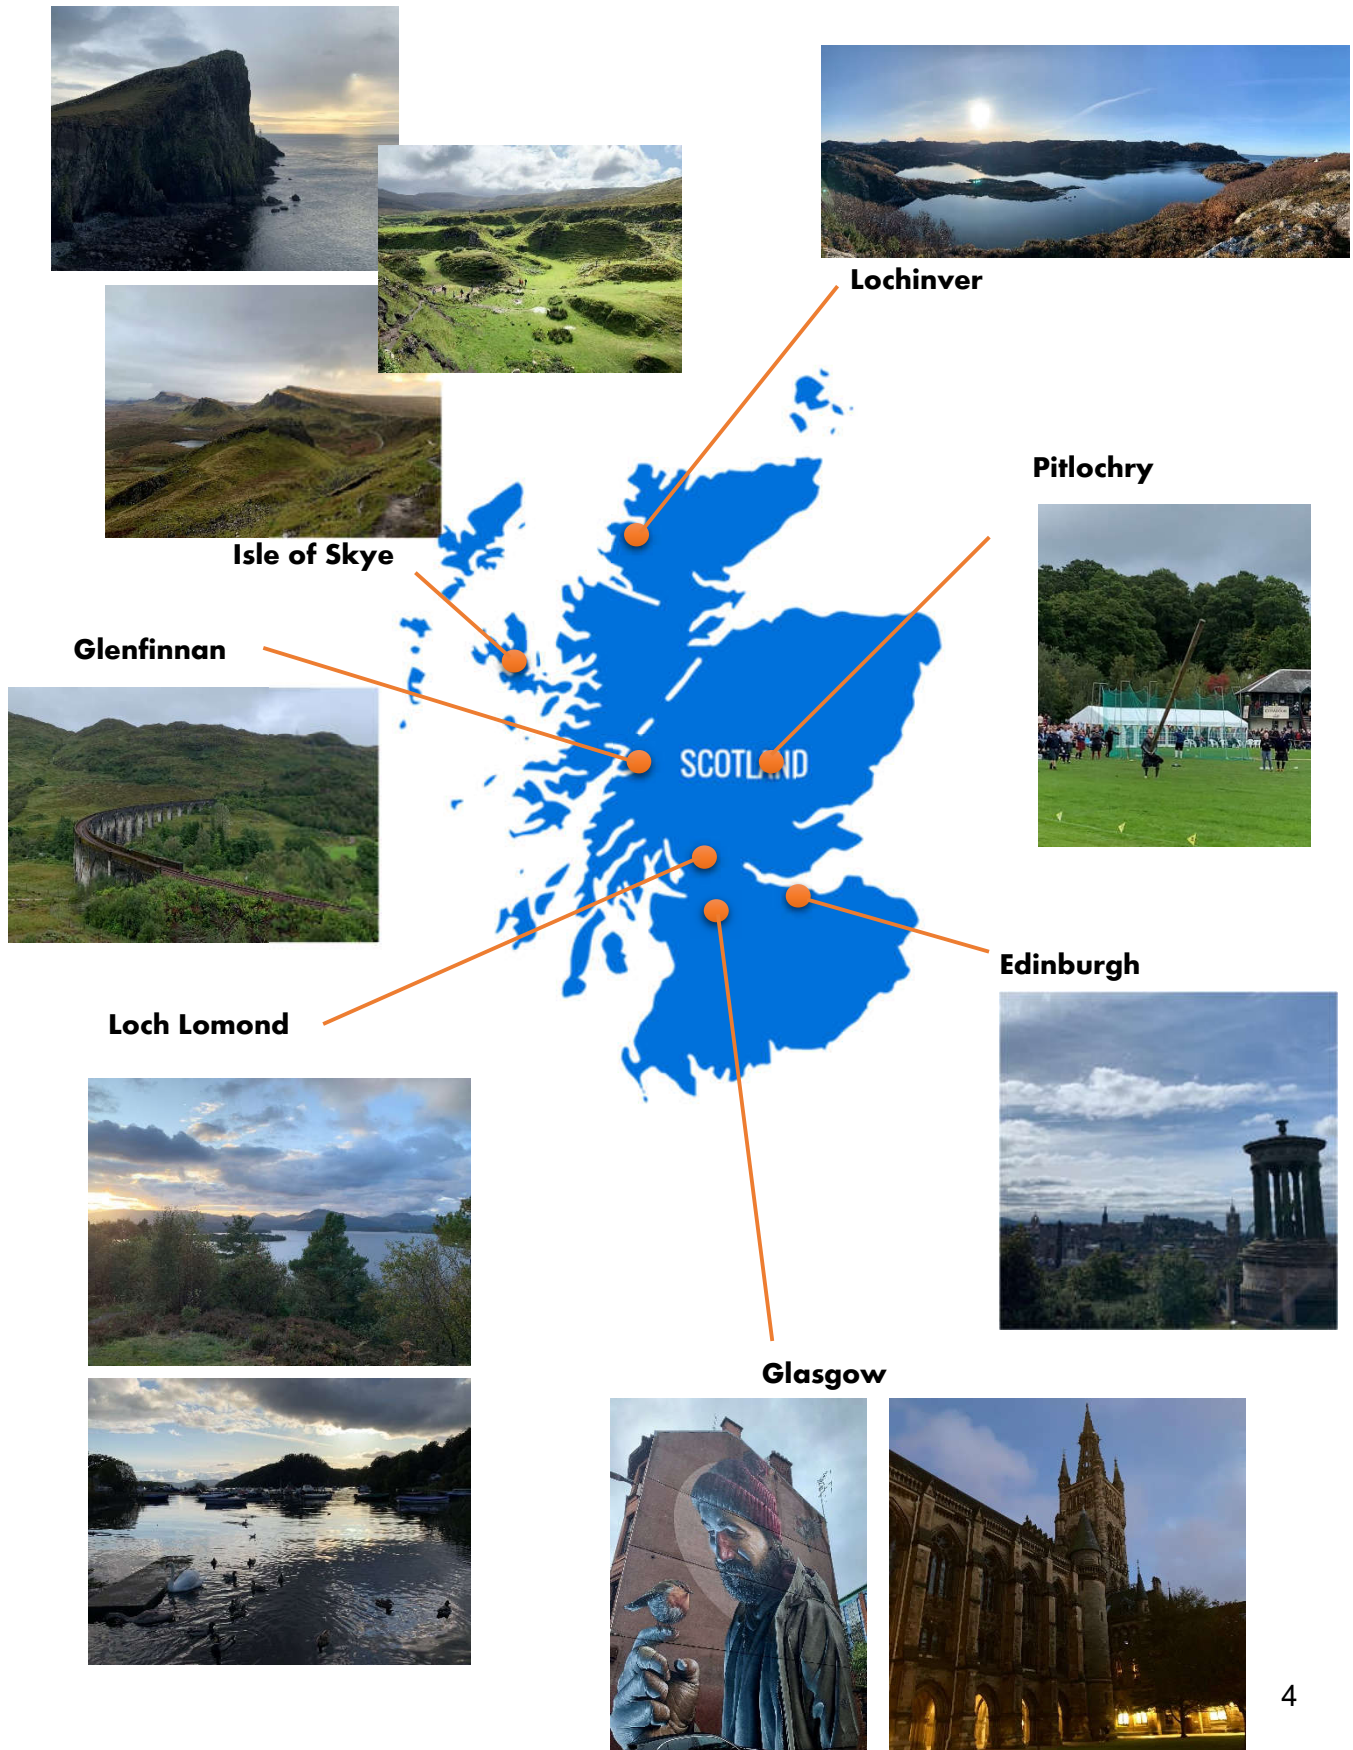 Lochinver
Pitlochry
Isle of Skye
Glenfinnan
SCOTLAND
Edinburgh
Loch Lomond
Glasgow
4